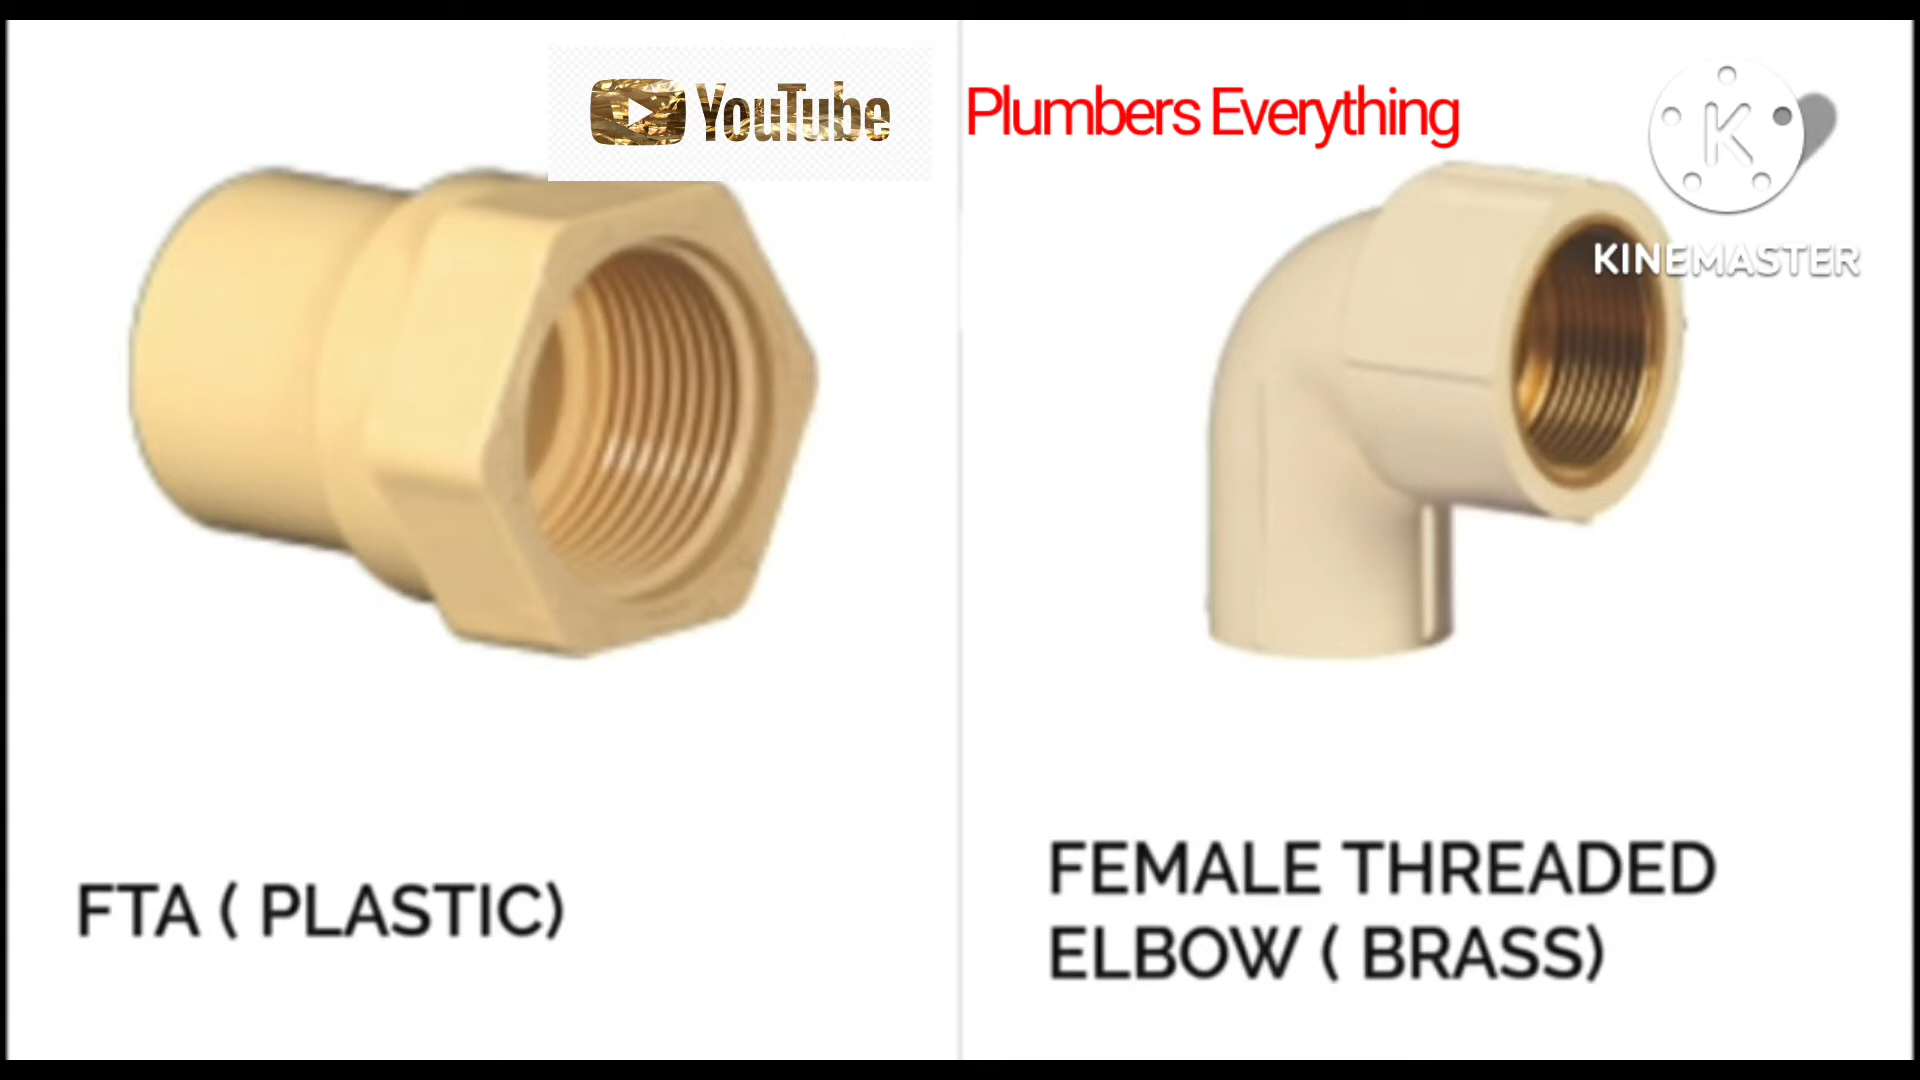 YouTube
Plumbers Everything
K
KINEMASTER
FTA ( PLASTIC)
FEMALE THREADED
ELBOW ( BRASS)